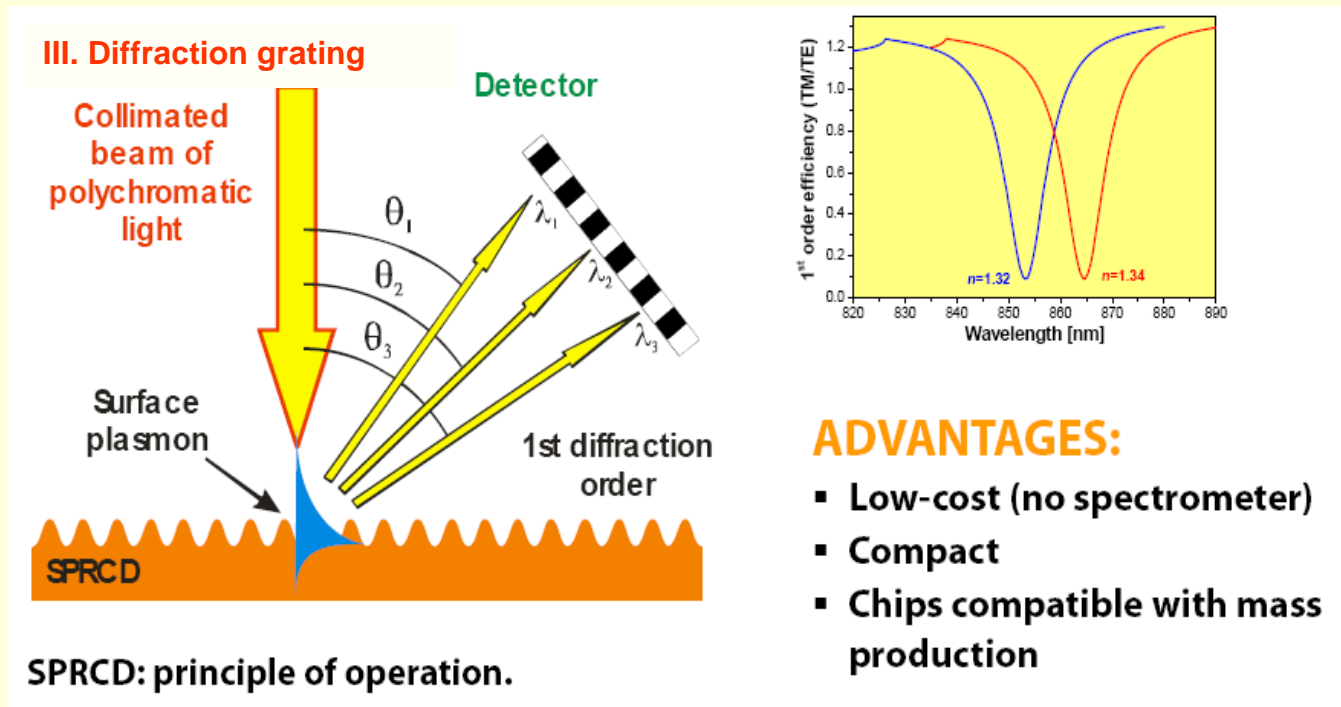 III. Diffraction grating
Collimated
beam of
polychromatic
light
Detector
θ1
θ2
θ3
λ1
λ2
λ3
Surface
plasmon
1st diffraction
order
SPRCD
SPRCD: principle of operation.
1st order efficiency (TM/TE)
1.2
1.0
0.8
0.6
0.4
0.2
0.0
n=1.32
n=1.34
820 830 840 850 860 870 880 890
Wavelength [nm]
ADVANTAGES:
▪ Low-cost (no spectrometer)
▪ Compact
▪ Chips compatible with mass
production